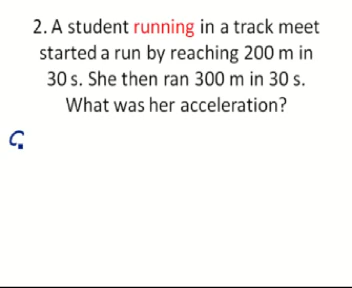 2. A student running in a track meet
started a run by reaching 200 m in
30 s. She then ran 300 m in 30 s.
What was her acceleration?